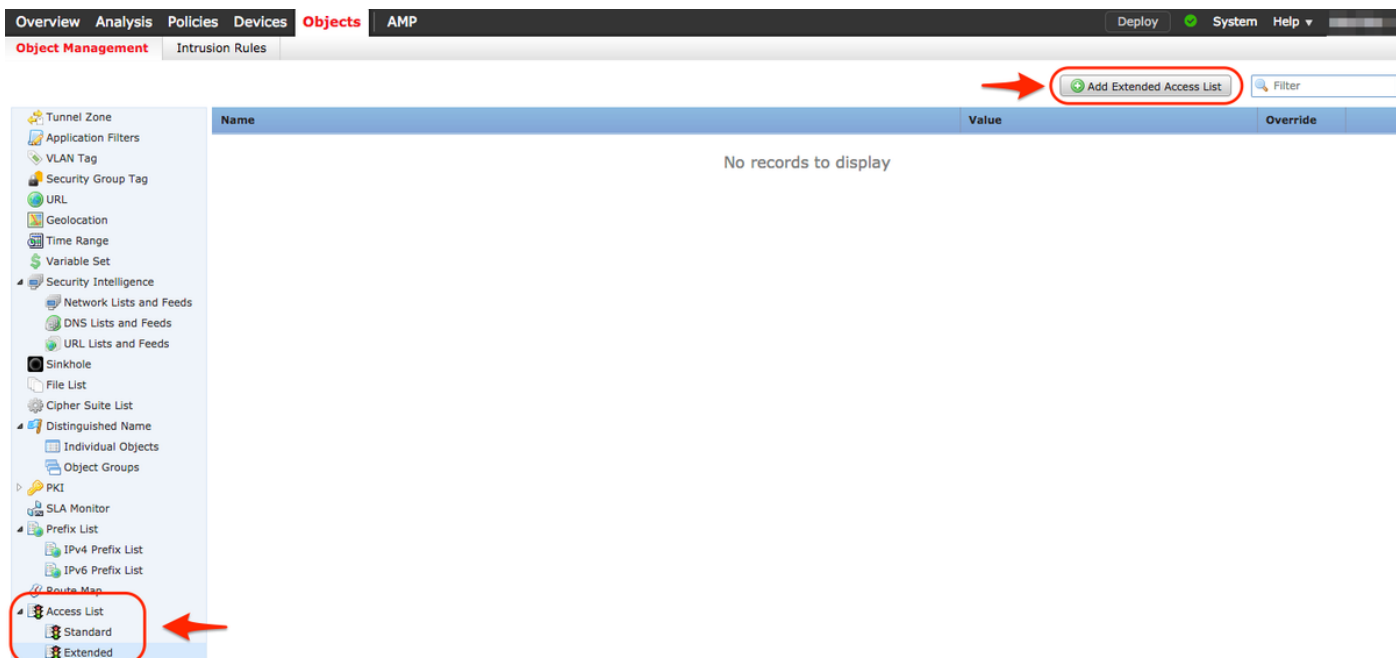 Overview Analysis Policies Devices Objects AMP Deploy System Help
Object Management Intrusion Rules
Add Extended Access List Filter
Name Value Override
No records to display
Tunnel Zone
Application Filters
VLAN Tag
Security Group Tag
URL
Geolocation
Time Range
Variable Set
Security Intelligence
Network Lists and Feeds
DNS Lists and Feeds
URL Lists and Feeds
Sinkhole
File List
Cipher Suite List
Distinguished Name
Individual Objects
Object Groups
PKI
SLA Monitor
Prefix List
IPv4 Prefix List
IPv6 Prefix List
Route Map
Access List
Standard
Extended